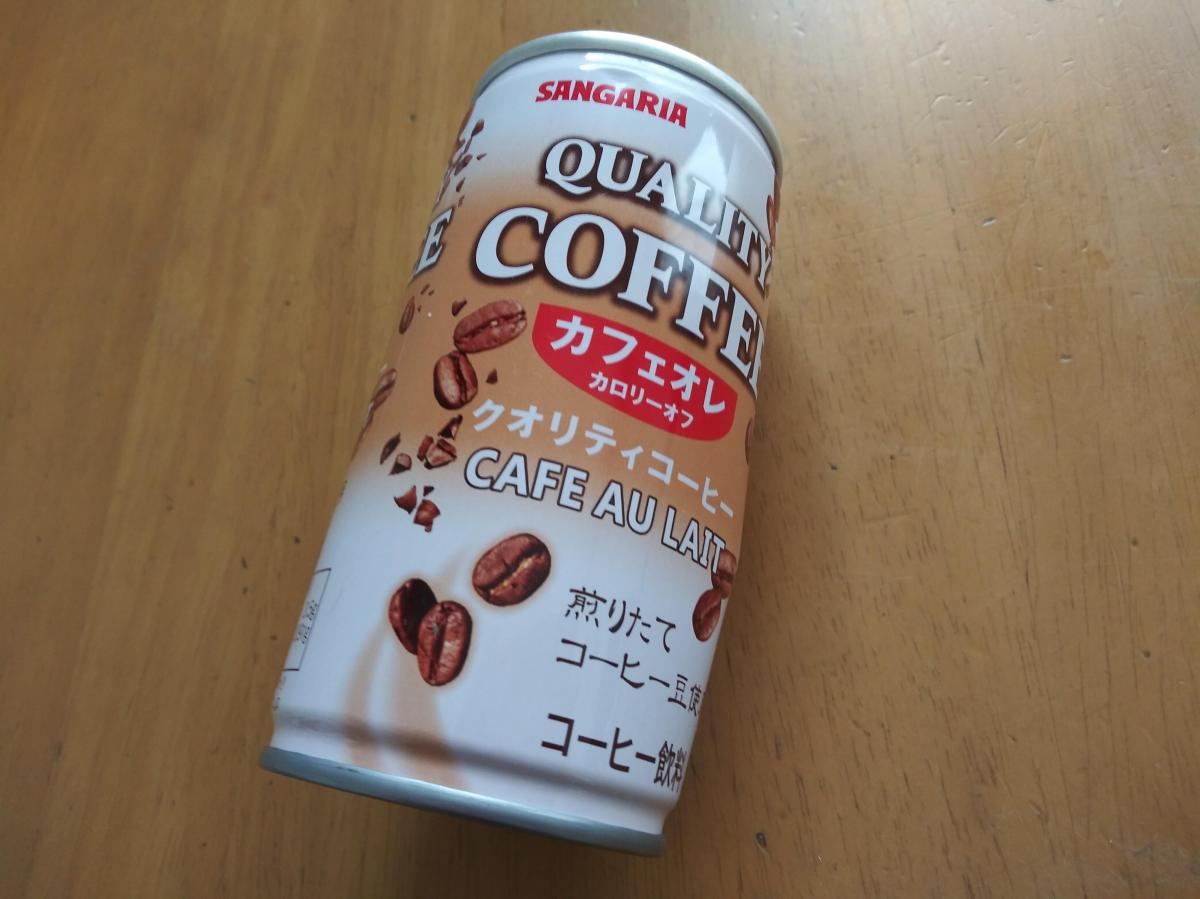 SANGARIA
QUALITY
COFFEE
カフェオレ
カロリーオフ
クオリティコーヒー
CAFE AU LAIT
煎りたて
コーヒー豆使
コーヒー飲料